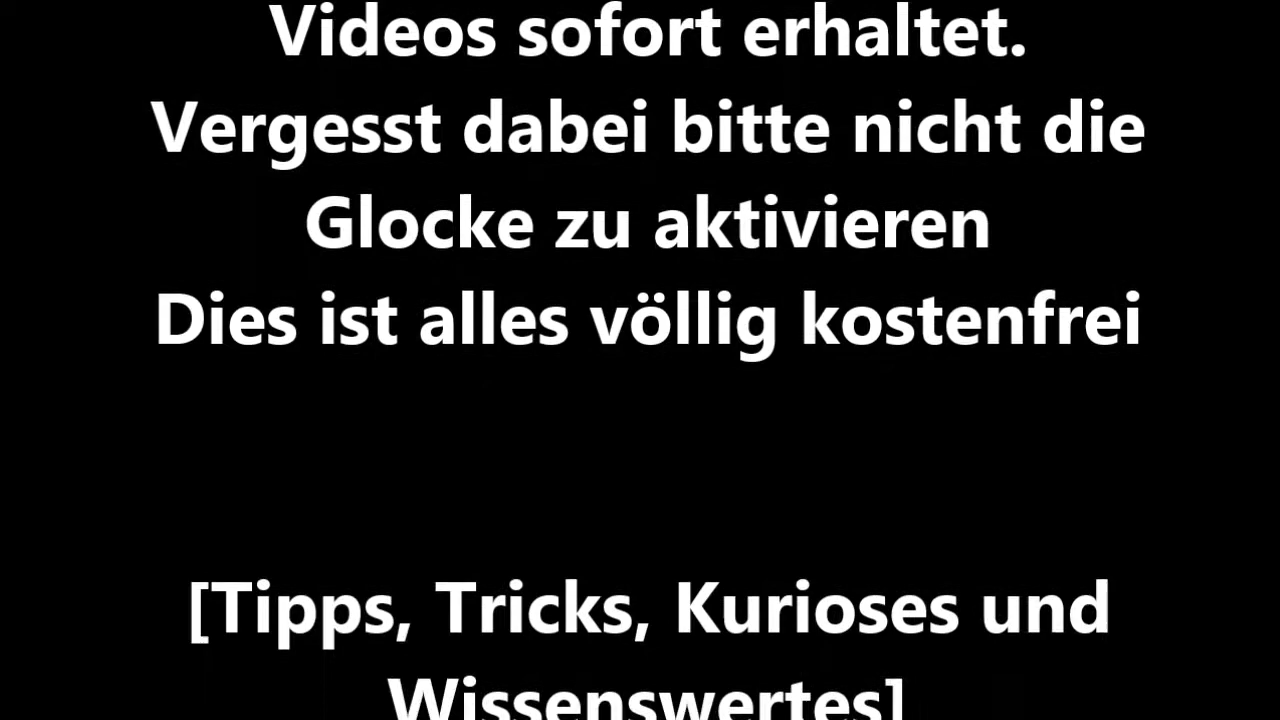 Videos sofort erhaltet.
Vergesst dabei bitte nicht die
Glocke zu aktivieren
Dies ist alles völlig kostenfrei
[Tipps, Tricks, Kurioses und
Wissenswertes]